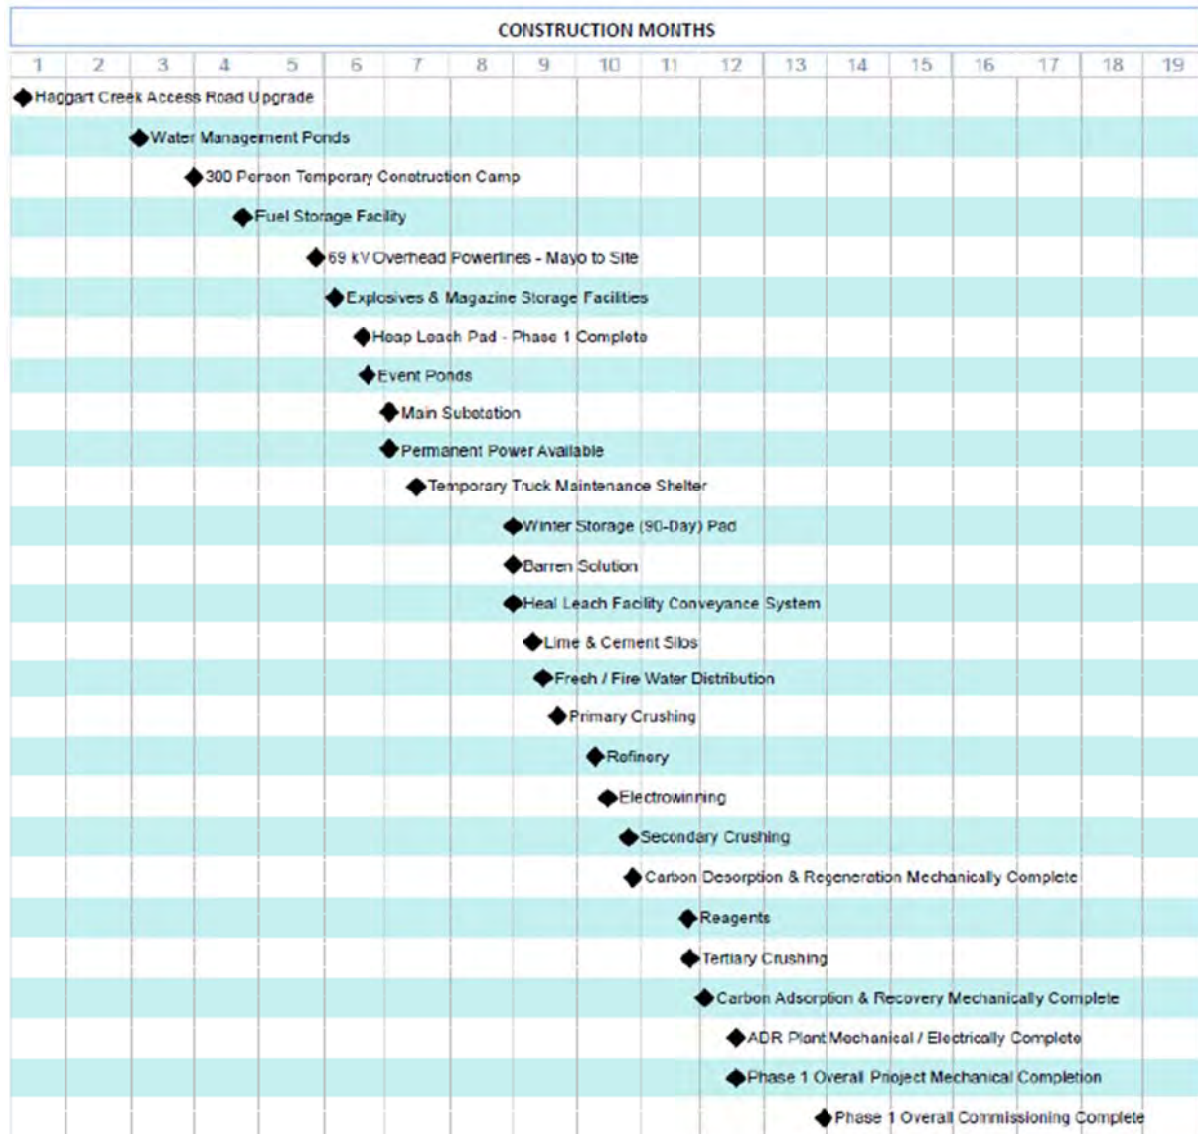 CONSTRUCTION MONTHS
1 2 3 4 5 6 7 8 9 10 11 12 13 14 15 16 17 18 19
Haggart Creek Access Road Upgrade
Water Management Ponds
300 Person Temporary Construction Camp
Fuel Storage Facility
69 kV Overhead Powerlines - Mayo to Site
Explosives & Magazine Storage Facilities
Heap Leach Pad - Phase 1 Complete
Event Ponds
Main Substation
Permanent Power Available
Temporary Truck Maintenance Shelter
Winter Storage (90-Day) Pad
Barren Solution
Heal Leach Facility Conveyance System
Lime & Cement Silos
Fresh / Fire Water Distribution
Primary Crushing
Refinery
Electrowinning
Secondary Crushing
Carbon Desorption & Regeneration Mechanically Complete
Reagents
Tertiary Crushing
Carbon Adsorption & Recovery Mechanically Complete
ADR Plant Mechanical / Electrically Complete
Phase 1 Overall Prioject Mechanical Completion
Phase 1 Overall Commissioning Complete